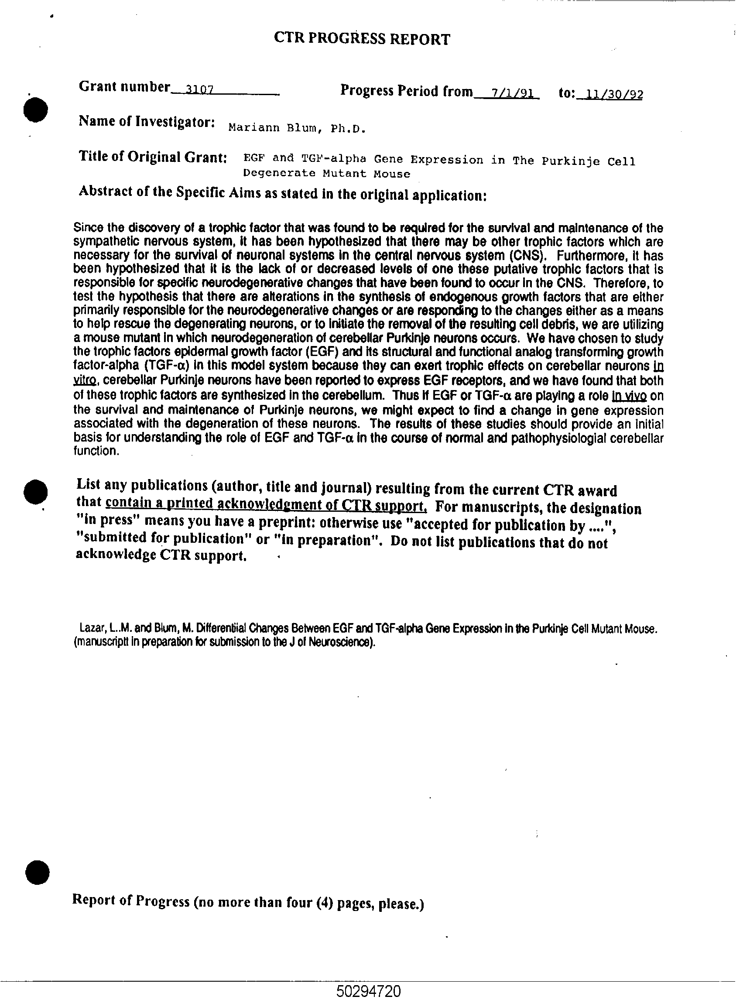 CTR PROGRESS REPORT
Grant number 3107
Progress Period from 7/1/91 to: 11/30/92
Name of Investigator: Mariann Blum, Ph.D.
Title of Original Grant: EGF and TGF-alpha Gene Expression in The Purkinje Cell
Degenerate Mutant Mouse
Abstract of the Specific Aims as stated in the original application:
Since the discovery of a trophic factor that was found to be required for the survival and maintenance of the
sympathetic nervous system, it has been hypothesized that there may be other trophic factors which are
necessary for the survival of neuronal systems in the central nervous system (CNS). Furthermore, it has
been hypothesized that it is the lack of or decreased levels of one these putative trophic factors that is
responsible for specific neurodegenerative changes that have been found to occur in the CNS. Therefore, to
test the hypothesis that there are alterations in the synthesis of endogenous growth factors that are either
primarily responsible for the neurodegenerative changes or are responding to the changes either as a means
to help rescue the degenerating neurons, or to initiate the removal of the resulting cell debris, we are utilizing
a mouse mutant in which neurodegeneration of cerebellar Purkinje neurons occurs. We have chosen to study
the trophic factors epidermal growth factor (EGF) and its structural and functional analog transforming growth
factor-alpha (TGF-α) in this model system because they can exert trophic effects on cerebellar neurons in
vitro, cerebellar Purkinje neurons have been reported to express EGF receptors, and we have found that both
of these trophic factors are synthesized in the cerebellum. Thus if EGF or TGF-α are playing a role in vivo on
the survival and maintenance of Purkinje neurons, we might expect to find a change in gene expression
associated with the degeneration of these neurons. The results of these studies should provide an initial
basis for understanding the role of EGF and TGF-α in the course of normal and pathophysiologial cerebellar
function.
List any publications (author, title and journal) resulting from the current CTR award
that contain a printed acknowledgment of CTR support. For manuscripts, the designation
"in press" means you have a preprint: otherwise use "accepted for publication by ....",
"submitted for publication" or "in preparation". Do not list publications that do not
acknowledge CTR support.
Lazar, L..M. and Blum, M. Differentiial Changes Between EGF and TGF-alpha Gene Expression in the Purkinje Cell Mutant Mouse.
(manuscriptt in preparation for submission to the J of Neuroscience).
Report of Progress (no more than four (4) pages, please.)
50294720